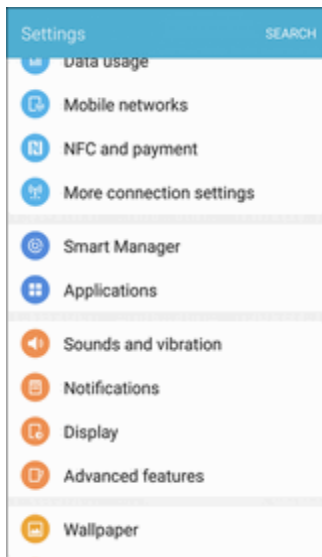 Settings SEARCH
Data usage
Mobile networks
NFC and payment
More connection settings
Smart Manager
Applications
Sounds and vibration
Notifications
Display
Advanced features
Wallpaper